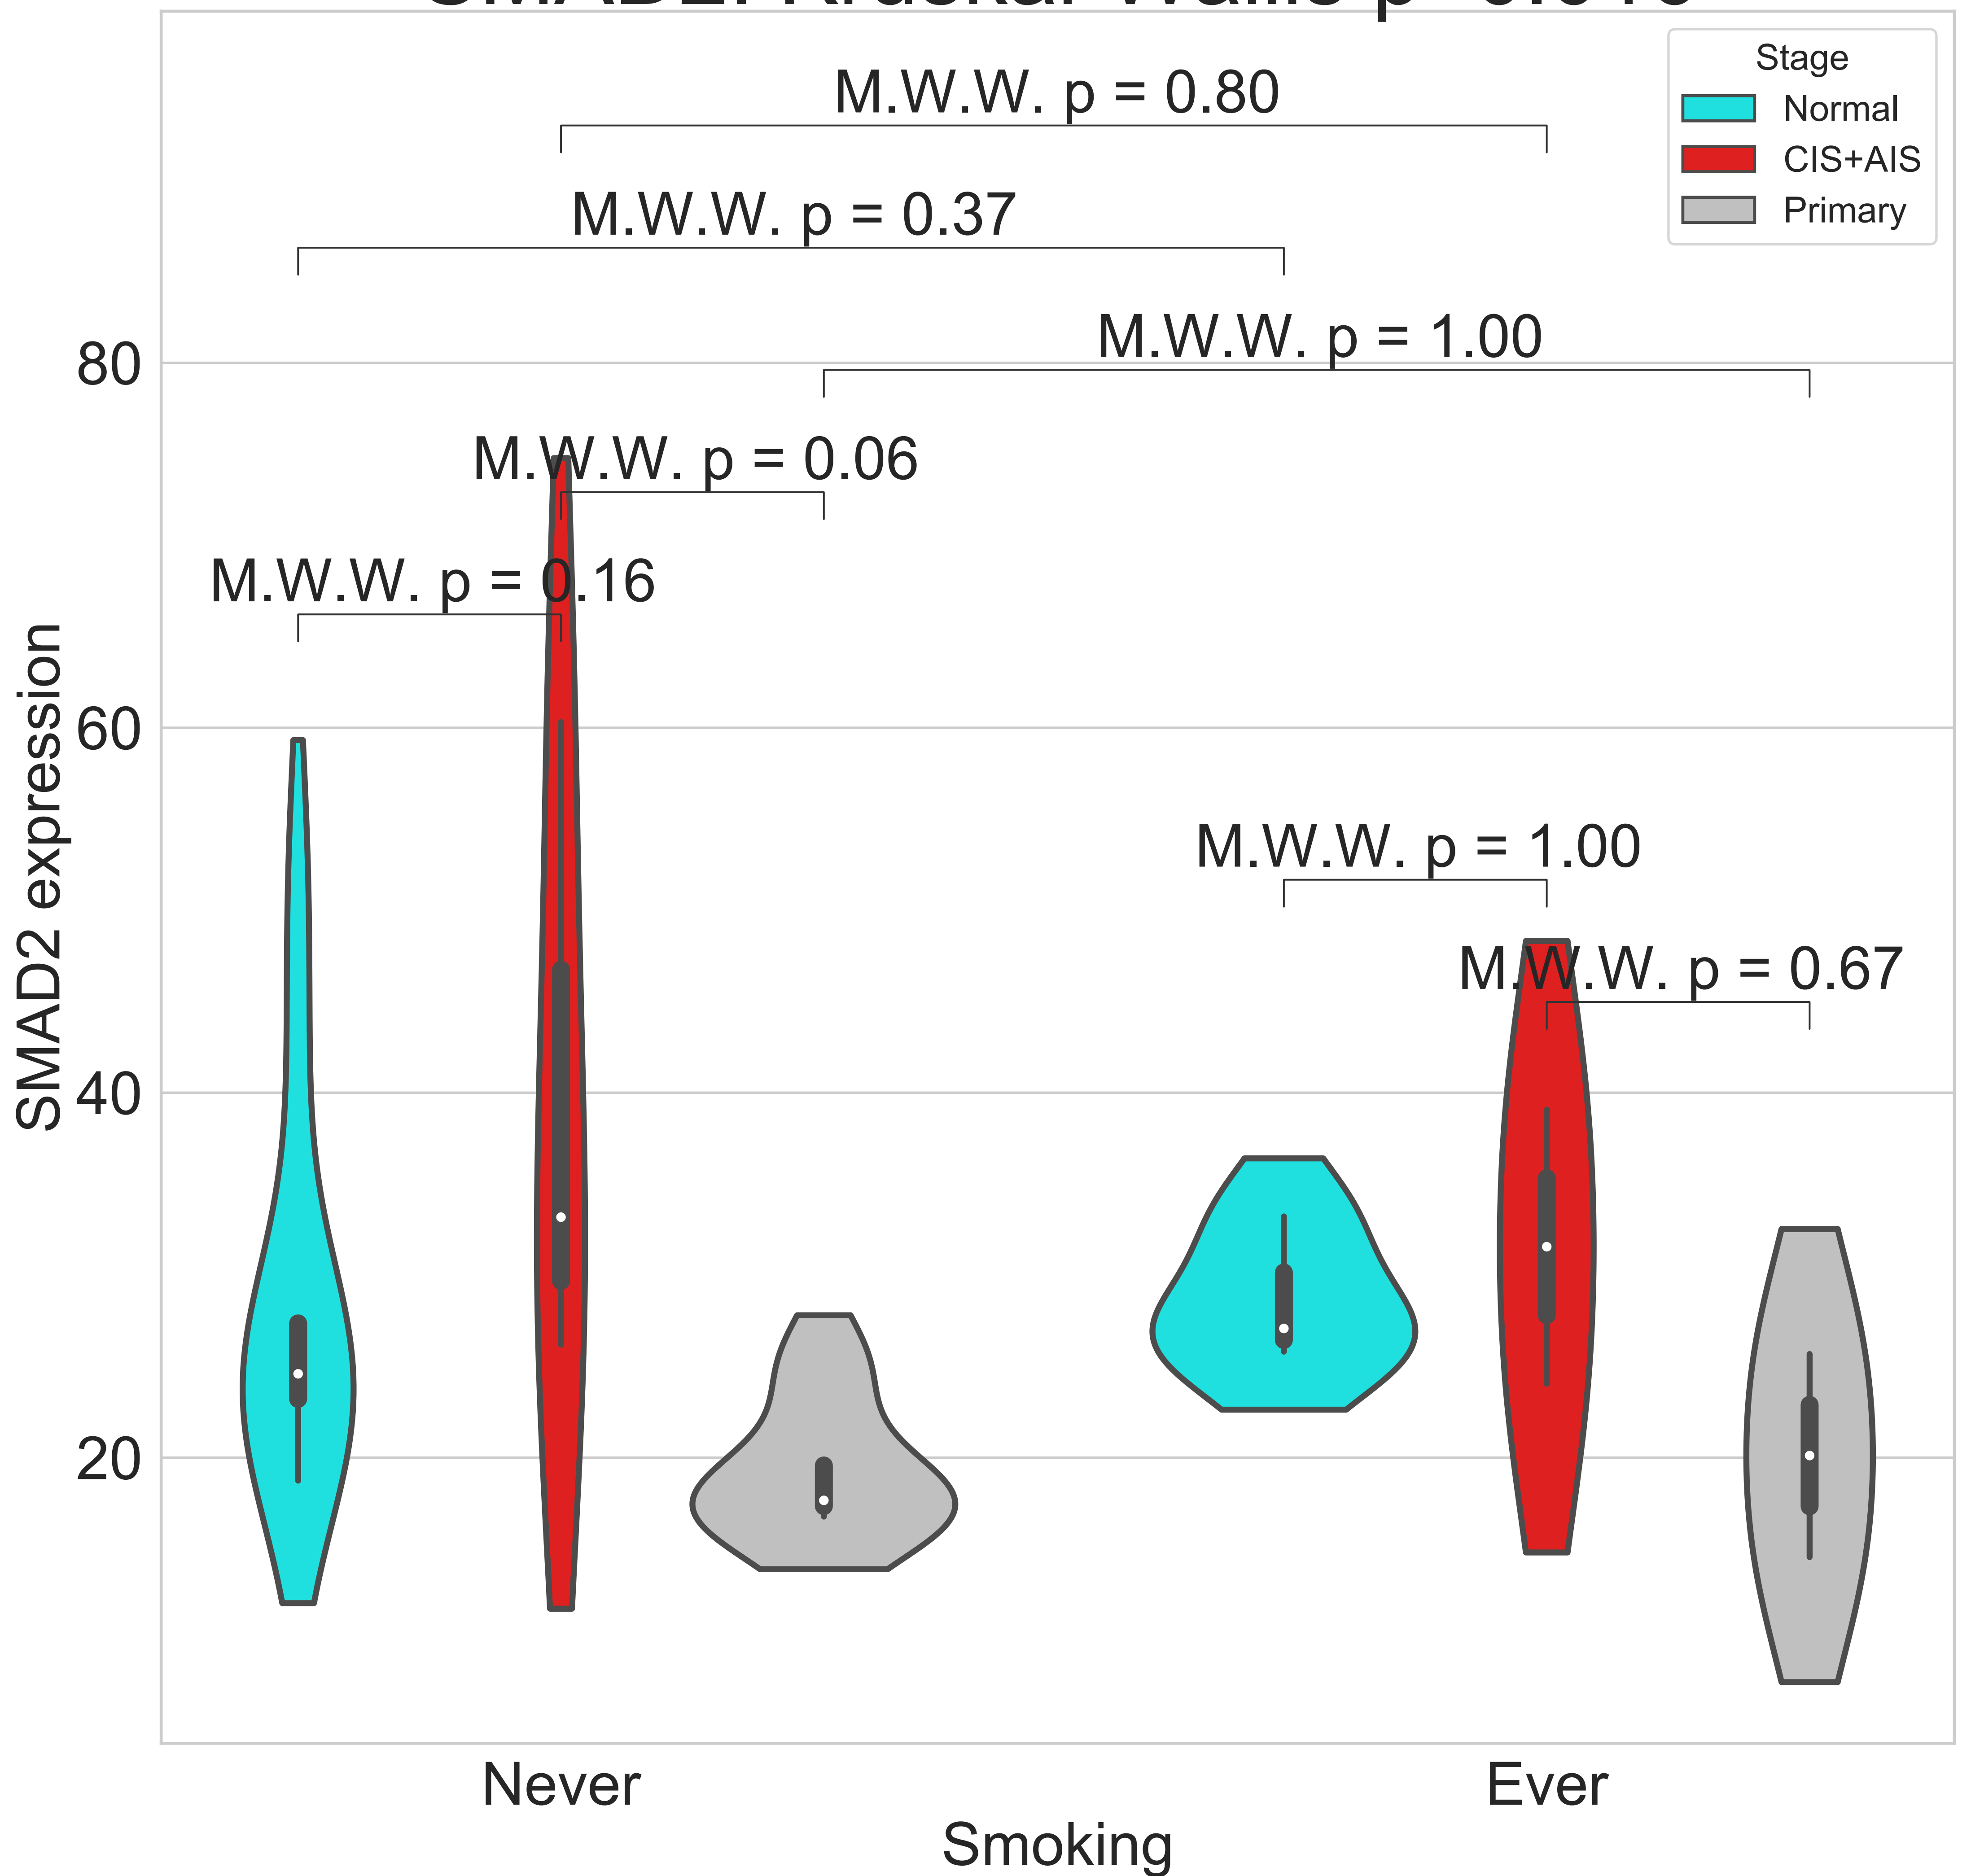 Stage
Normal
CIS+AIS
Primary
M.W.W. p = 0.80
M.W.W. p = 0.37
M.W.W. p = 1.00
M.W.W. p = 0.06
M.W.W. p = 0.16
M.W.W. p = 1.00
M.W.W. p = 0.67
80
60
40
20
SMAD2 expression
Never
Ever
Smoking